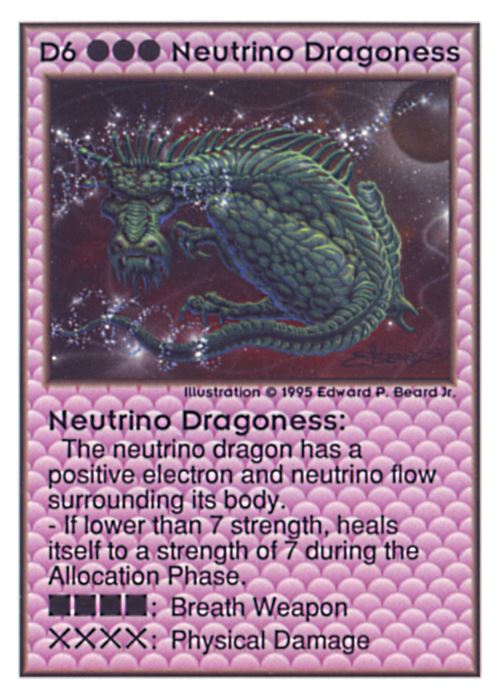 D6 ●●● Neutrino Dragoness
Illustration © 1995 Edward P. Beard Jr.
Neutrino Dragoness:
The neutrino dragon has a
positive electron and neutrino flow
surrounding its body.
- If lower than 7 strength, heals
itself to a strength of 7 during the
Allocation Phase.
■■■■: Breath Weapon
XXXX: Physical Damage